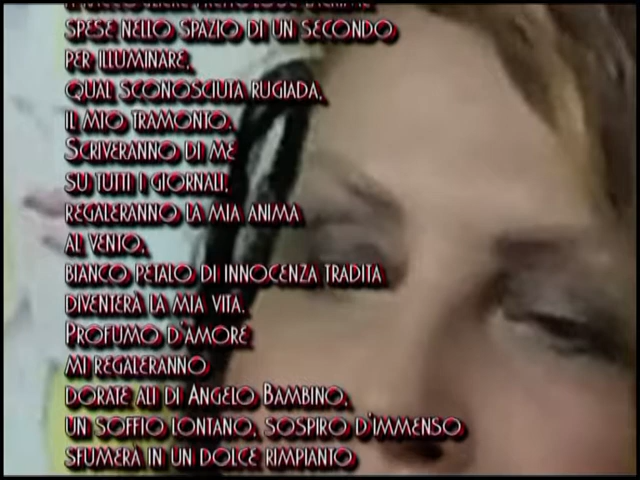 SPESE NELLO SPAZIO DI UN SECONDO
PER ILLUMINARE,
QUAL SCONOSCIUTA RUGIADA,
IL MIO TRAMONTO.
SCRIVERANNO DI ME
SU TUTTI I GIORNALI,
REGALERANNO LA MIA ANIMA
AL VENTO,
BIANCO PETALO DI INNOCENZA TRADITA
DIVENTERÀ LA MIA VITA.
PROFUMO D'AMORE
MI REGALERANNO
DORATE ALI DI ANGELO BAMBINO,
UN SOFFIO LONTANO, SOSPIRO D'IMMENSO
SFUMERÀ IN UN DOLCE RIMPIANTO